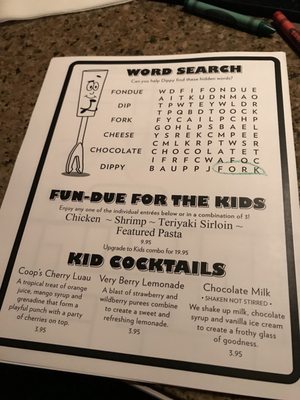 WORD SEARCH
Can you help Dippy find these hidden words?
FONDUE
DIP
TOPPED
FORK
CHEESE
CHOCOLATE
DIPPY
W D F I F O N D U E
A I T K U D N M A O
T P W T E Y W L D R
T P Q B D T O O C K
F Y C A I L P C H P
G O H L P S B A E L
Y S R E K C M P E E
C M L K R P T W S R
C H O C O L A T E T
I F R F C W A F O C
B A U P P J F O R K
FUN-DUE FOR THE KIDS
Enjoy any one of the individual entrées below or in a combination of 3!
Chicken ~ Shrimp ~ Teriyaki Sirloin ~
Featured Pasta
9.95
Upgrade to Kids combo for 19.95
KID COCKTAILS
Coop's Cherry Luau
A tropical treat of orange
juice, mango syrup and
grenadine that form a
playful punch with a party
of cherries on top.
3.95
Very Berry Lemonade
A blast of strawberry and
wildberry purees combine
to create a sweet and
refreshing lemonade.
3.95
Chocolate Milk
• SHAKEN NOT STIRRED •
We shake up milk, chocolate
syrup and vanilla ice cream
to create a frothy glass
of goodness.
3.95